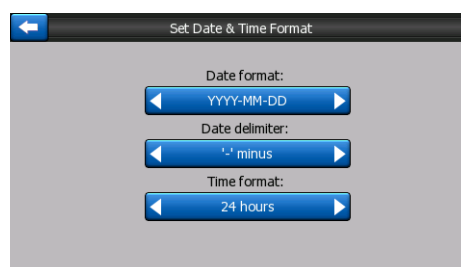 Set Date & Time Format
Date format:
YYYY-MM-DD
Date delimiter:
'-' minus
Time format:
24 hours